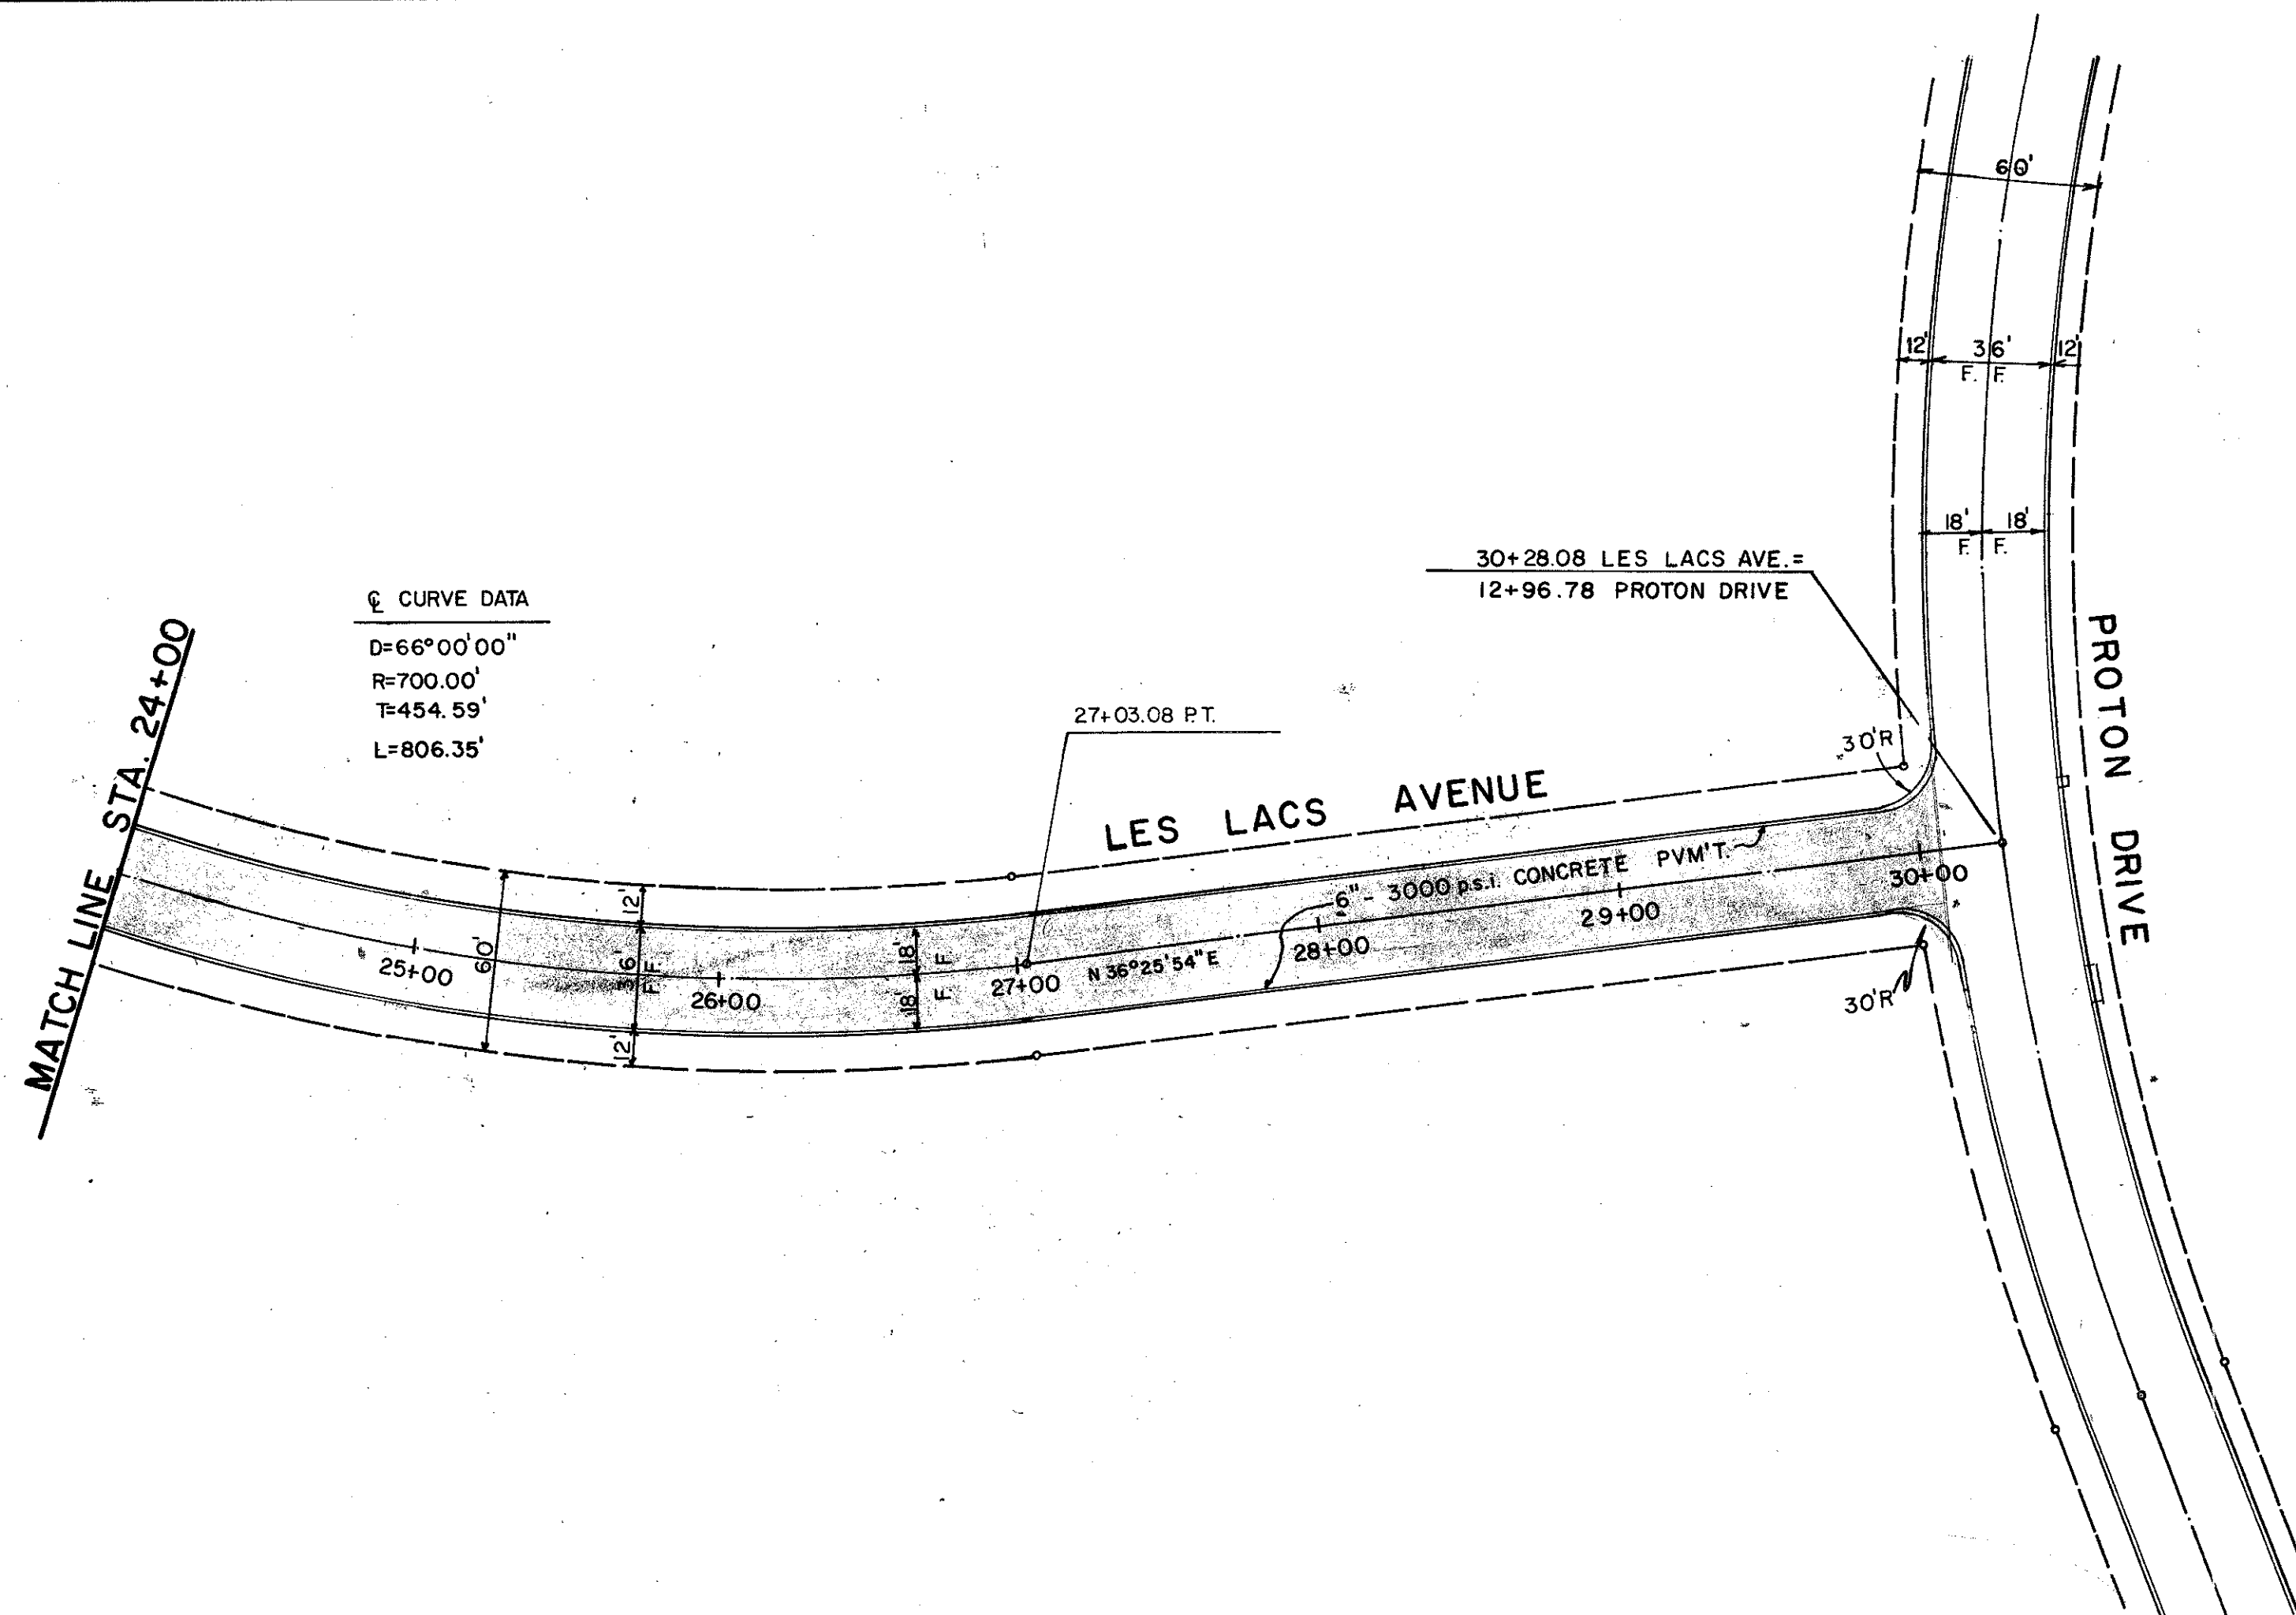 60'
12' 36' 12'
F. F.
18' 18'
F. F.
30+28.08 LES LACS AVE.=
12+96.78 PROTON DRIVE
℄ CURVE DATA
D=66°00'00"
R=700.00'
T=454.59'
L=806.35'
MATCH LINE STA. 24+00
27+03.08 P.T.
LES LACS AVENUE
PROTON DRIVE
30'R
6" - 3000 p.s.i. CONCRETE PVM'T.
12'
60'
36'
F. F.
12'
18'
F.
18'
F.
25+00
26+00
27+00
N 36°25'54" E
28+00
29+00
30+00
30'R